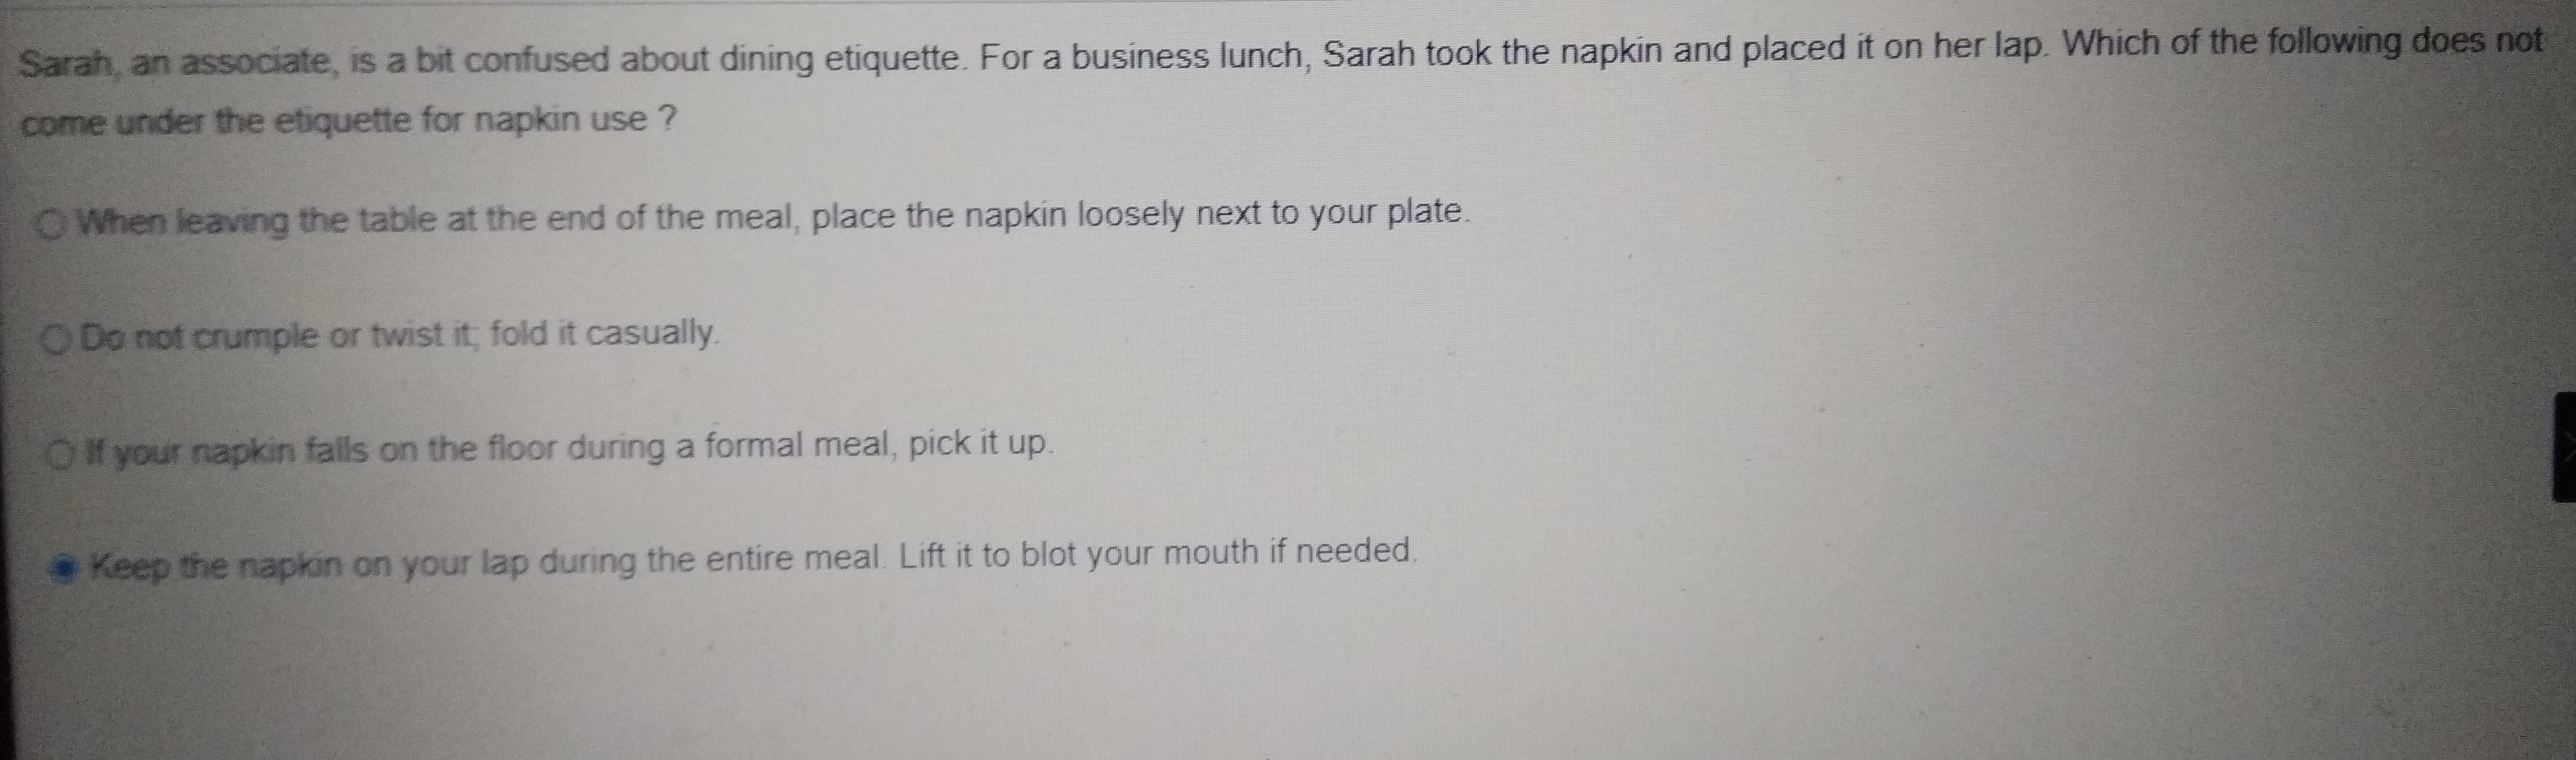 Sarah, an associate, is a bit confused about dining etiquette. For a business lunch, Sarah took the napkin and placed it on her lap. Which of the following does not
come under the etiquette for napkin use ?
When leaving the table at the end of the meal, place the napkin loosely next to your plate.
Do not crumple or twist it; fold it casually.
If your napkin falls on the floor during a formal meal, pick it up.
Keep the napkin on your lap during the entire meal. Lift it to blot your mouth if needed.